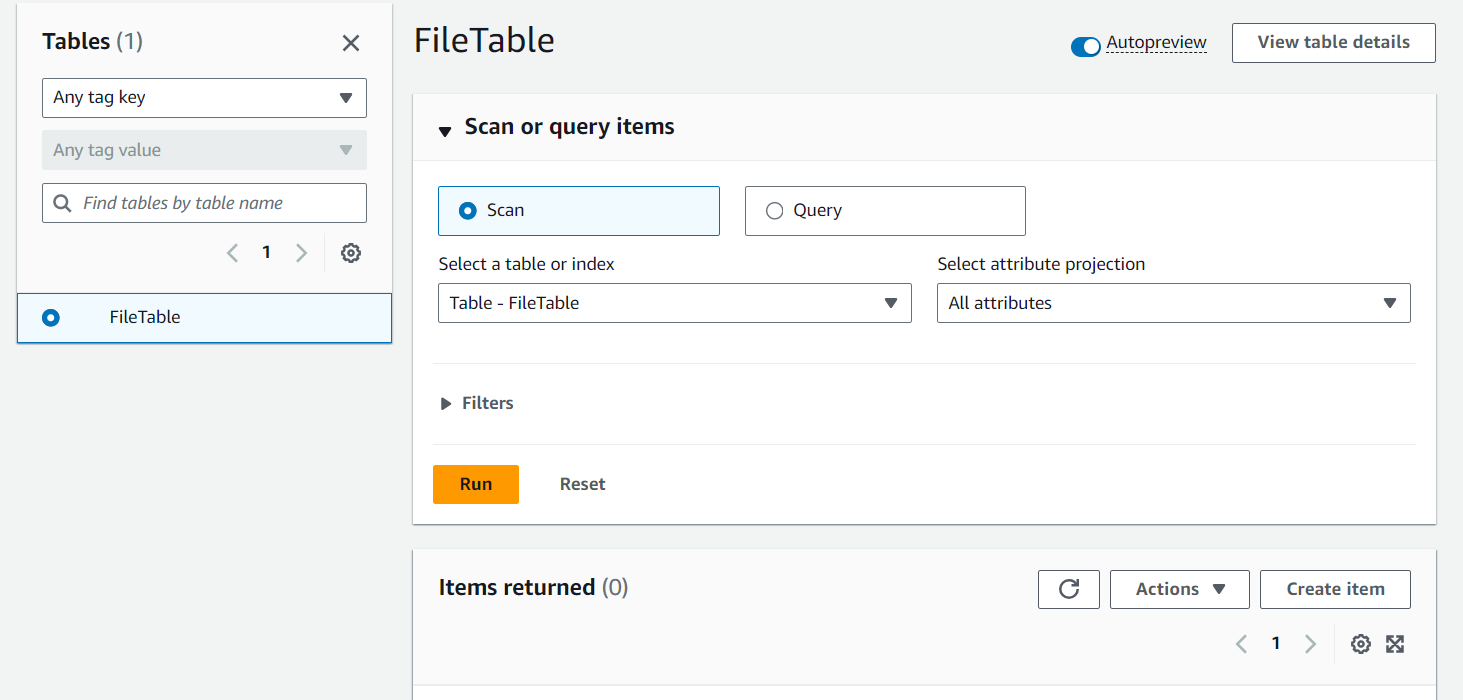 Tables (1)
Any tag key
Any tag value
Find tables by table name
1
FileTable
FileTable
Autopreview
View table details
Scan or query items
Scan
Query
Select a table or index
Select attribute projection
Table - FileTable
All attributes
Filters
Run
Reset
Items returned (0)
Actions
Create item
1